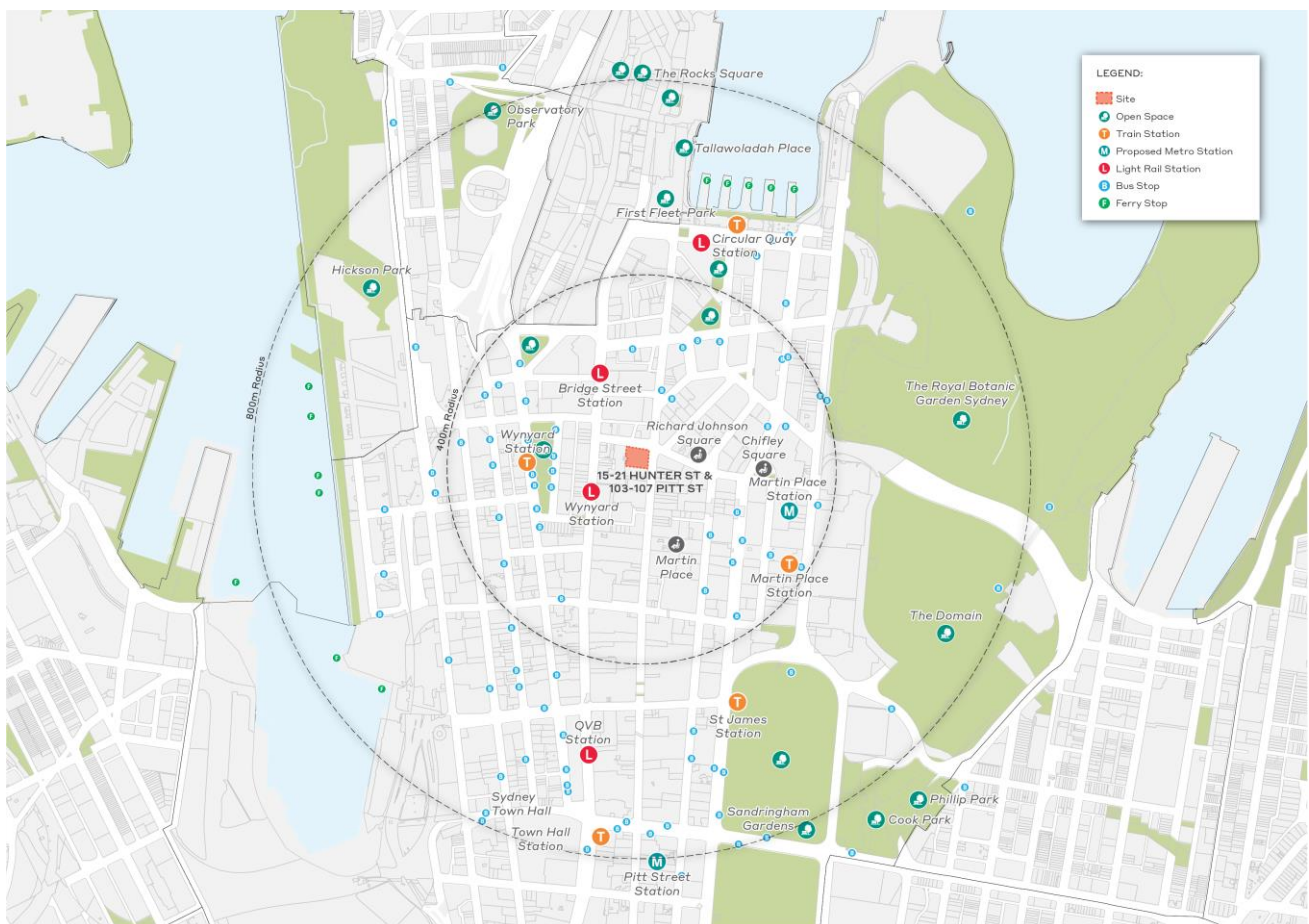 LEGEND:
Site
Open Space
T Train Station
M Proposed Metro Station
L Light Rail Station
B Bus Stop
F Ferry Stop
The Rocks Square
Observatory
Park
Tallawoladah Place
First Fleet Park
Circular Quay
Station
Hickson Park
800m Radius
400m Radius
Bridge Street
Station
The Royal Botanic
Garden Sydney
Richard Johnson
Square
Chifley
Square
Wynyard
Station
15-21 HUNTER ST &
103-107 PITT ST
Martin Place
Station
Wynyard
Station
Martin
Place
Martin Place
Station
The Domain
St James
Station
QVB
Station
Sydney
Town Hall
Town Hall
Station
Sandringham
Gardens
Phillip Park
Cook Park
Pitt Street
Station